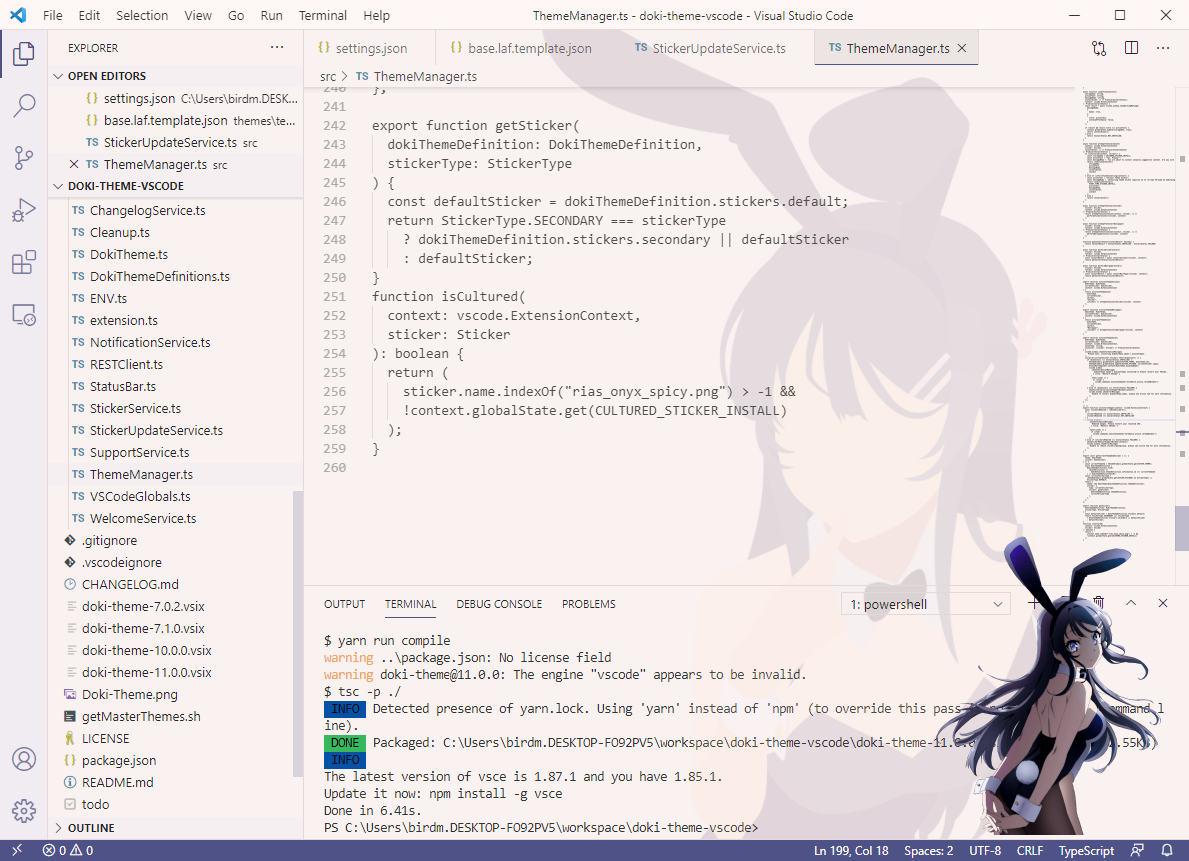 File Edit Selection View Go Run Terminal Help ThemeManager.ts - doki-theme-vscode - Visual Studio Code
EXPLORER
OPEN EDITORS
{} settings.json C:\Users\birdm.DESK...
{} base.laf.template.json themes\te...
TS StickerUpdateService.ts src
TS ThemeManager.ts src
DOKI-THEME-VSCODE
TS ChangelogService.ts
TS Cleanup.ts
TS DokiTheme.ts
TS DokiThemeDefinitions.ts
TS ENV.ts
TS extension.ts
TS NotificationService.ts
TS RESTClient.ts
TS StatusBar.ts
TS StickerService.ts
TS StickerUpdateService.ts
TS SupportService.ts
TS ThemeManager.ts
TS VSCodeGlobals.ts
TS WelcomeService.ts
.gitignore
.vscodeignore
CHANGELOG.md
doki-theme-7.0.2.vsix
doki-theme-7.1.0.vsix
doki-theme-10.0.0.vsix
doki-theme-11.0.0.vsix
Doki-Theme.png
getMasterThemes.sh
LICENSE
{} package.json
README.md
todo
OUTLINE
{} settings.json {} base.laf.template.json TS StickerUpdateService.ts TS ThemeManager.ts
src > TS ThemeManager.ts
240 };
241
242 export function getSticker(
243 dokiThemeDefinition: DokiThemeDefinition,
244 stickerType: StickerType
245 ) {
246 const defaultSticker = dokiThemeDefinition.stickers.default;
247 return StickerType.SECONDARY === stickerType
248 ? dokiThemeDefinition.stickers.secondary || defaultSticker
249 : defaultSticker;
250 }
251 function isCultured(
252 context: vscode.ExtensionContext,
253 sticker: Sticker
254 ): boolean {
255 return (
256 sticker.name.indexOf("rias_onyx_spicy.png") > -1 &&
257 !context.globalState.get(CULTURED_STICKER_INSTALL)
258 );
259 }
260
OUTPUT TERMINAL DEBUG CONSOLE PROBLEMS 1: powershell
$ yarn run compile
warning ..\package.json: No license field
warning doki-theme@11.0.0: The engine "vscode" appears to be invalid.
$ tsc -p ./
INFO Detected presence of yarn.lock. Using 'yarn' instead of 'npm' (to override this pass
ine).
DONE Packaged: C:\Users\birdm.DESKTOP-FO92PV5\workspace\doki-theme-vscode\doki-theme-11.0.
INFO
The latest version of vsce is 1.87.1 and you have 1.85.1.
Update it now: npm install -g vsce
Done in 6.41s.
PS C:\Users\birdm.DESKTOP-FO92PV5\workspace\doki-theme-vscode>
0 0 Ln 199, Col 18 Spaces: 2 UTF-8 CRLF TypeScript